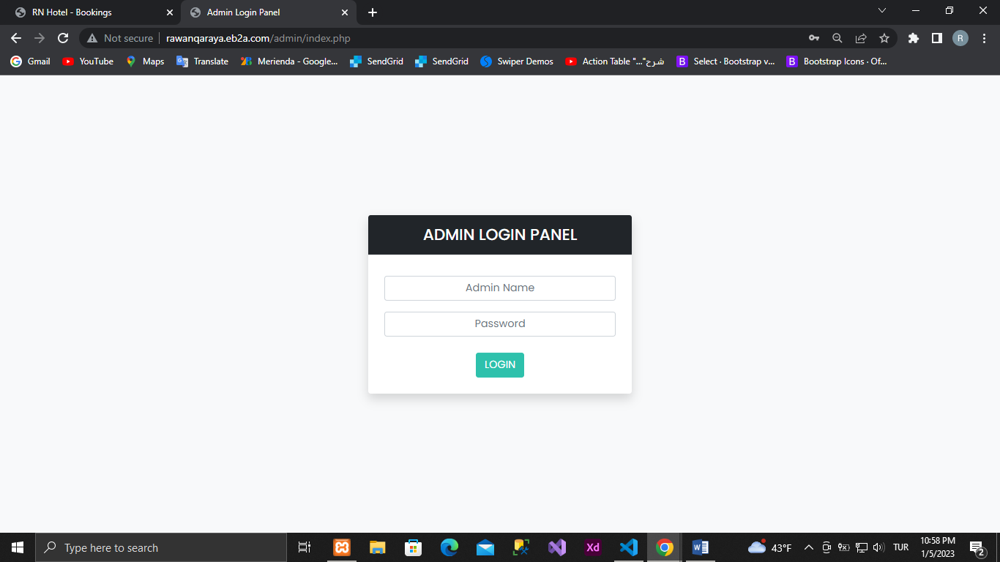 RN Hotel - Bookings
Admin Login Panel
Not secure
rawanqaraya.eb2a.com/admin/index.php
R
Gmail
YouTube
Maps
Translate
Merienda - Google...
SendGrid
SendGrid
Swiper Demos
Action Table "..."شرح
Select · Bootstrap v...
Bootstrap Icons · Of...
ADMIN LOGIN PANEL
Admin Name
Password
LOGIN
Type here to search
Xd
43°F
TUR
10:58 PM
1/5/2023
2